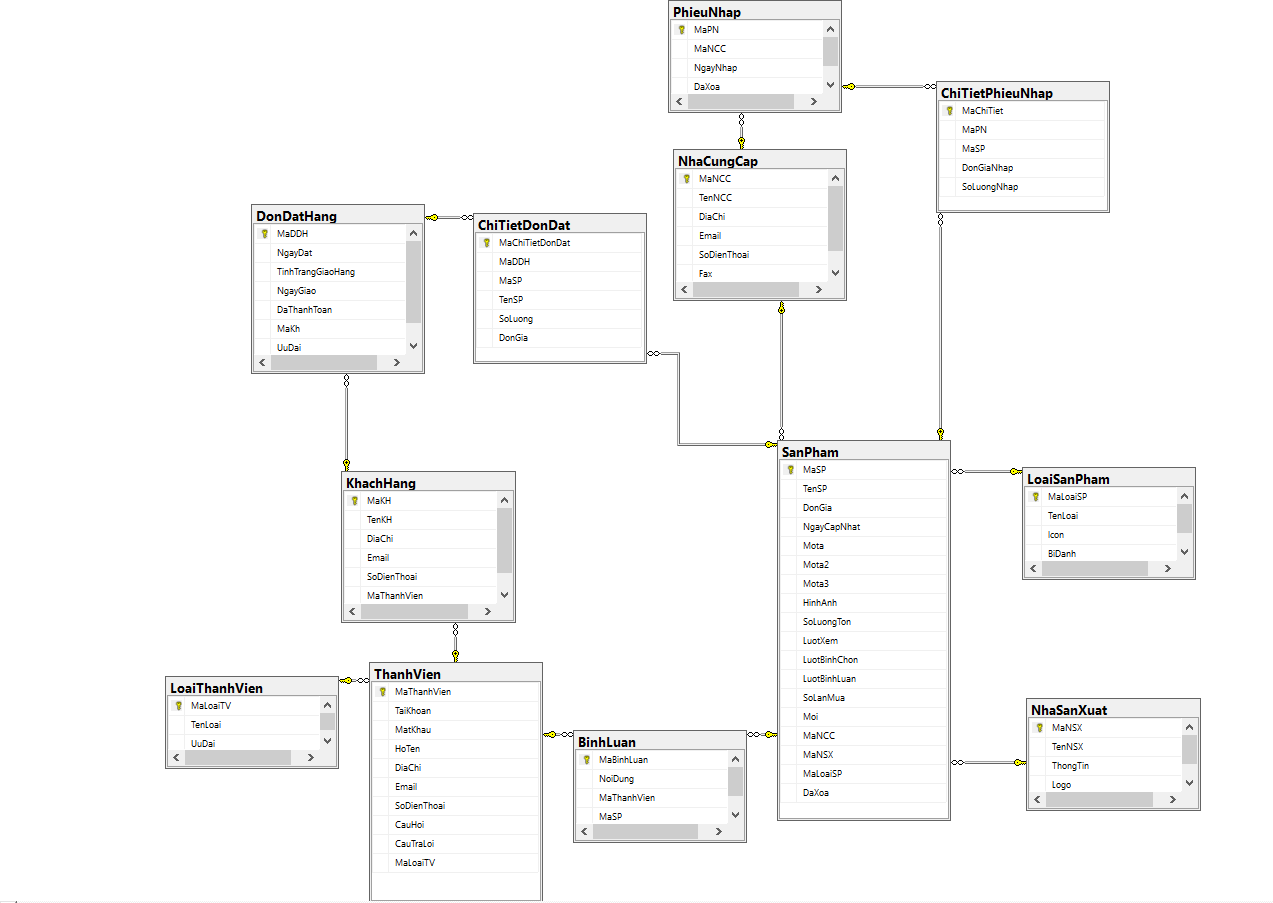 PhieuNhap
MaPN
MaNCC
NgayNhap
DaXoa
ChiTietPhieuNhap
MaChiTiet
MaPN
MaSP
DonGiaNhap
SoLuongNhap
NhaCungCap
MaNCC
TenNCC
DiaChi
Email
SoDienThoai
Fax
DonDatHang
MaDDH
NgayDat
TinhTrangGiaoHang
NgayGiao
DaThanhToan
MaKh
UuDai
ChiTietDonDat
MaChiTietDonDat
MaDDH
MaSP
TenSP
SoLuong
DonGia
SanPham
MaSP
TenSP
DonGia
NgayCapNhat
Mota
Mota2
Mota3
HinhAnh
SoLuongTon
LuotXem
LuotBinhChon
LuotBinhLuan
SoLanMua
Moi
MaNCC
MaNSX
MaLoaiSP
DaXoa
LoaiSanPham
MaLoaiSP
TenLoai
Icon
BiDanh
KhachHang
MaKH
TenKH
DiaChi
Email
SoDienThoai
MaThanhVien
LoaiThanhVien
MaLoaiTV
TenLoai
UuDai
ThanhVien
MaThanhVien
TaiKhoan
MatKhau
HoTen
DiaChi
Email
SoDienThoai
CauHoi
CauTraLoi
MaLoaiTV
BinhLuan
MaBinhLuan
NoiDung
MaThanhVien
MaSP
NhaSanXuat
MaNSX
TenNSX
ThongTin
Logo